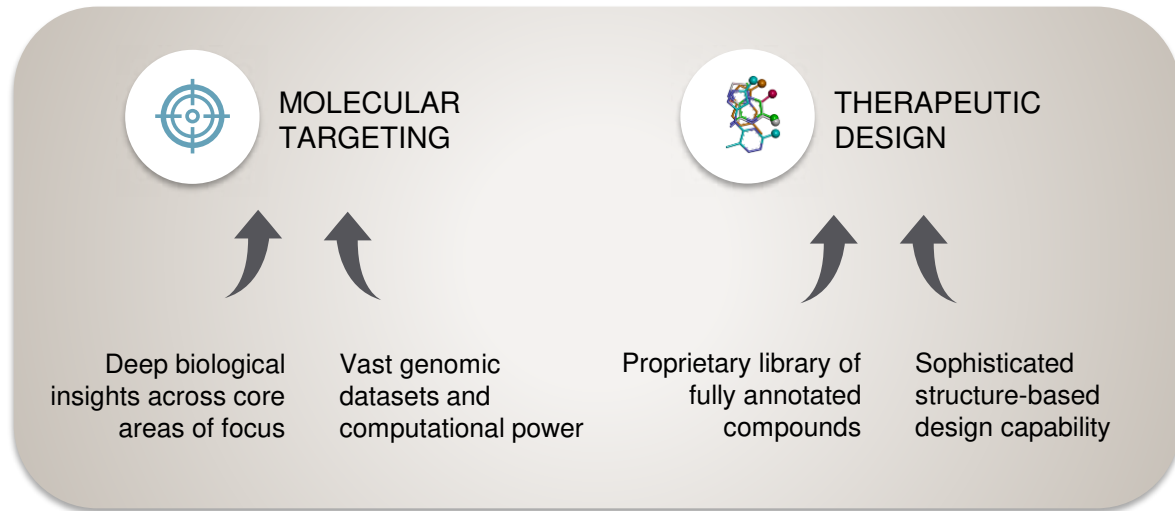 MOLECULAR
TARGETING
THERAPEUTIC
DESIGN
Deep biological
insights across core
areas of focus
Vast genomic
datasets and
computational power
Proprietary library of
fully annotated
compounds
Sophisticated
structure-based
design capability